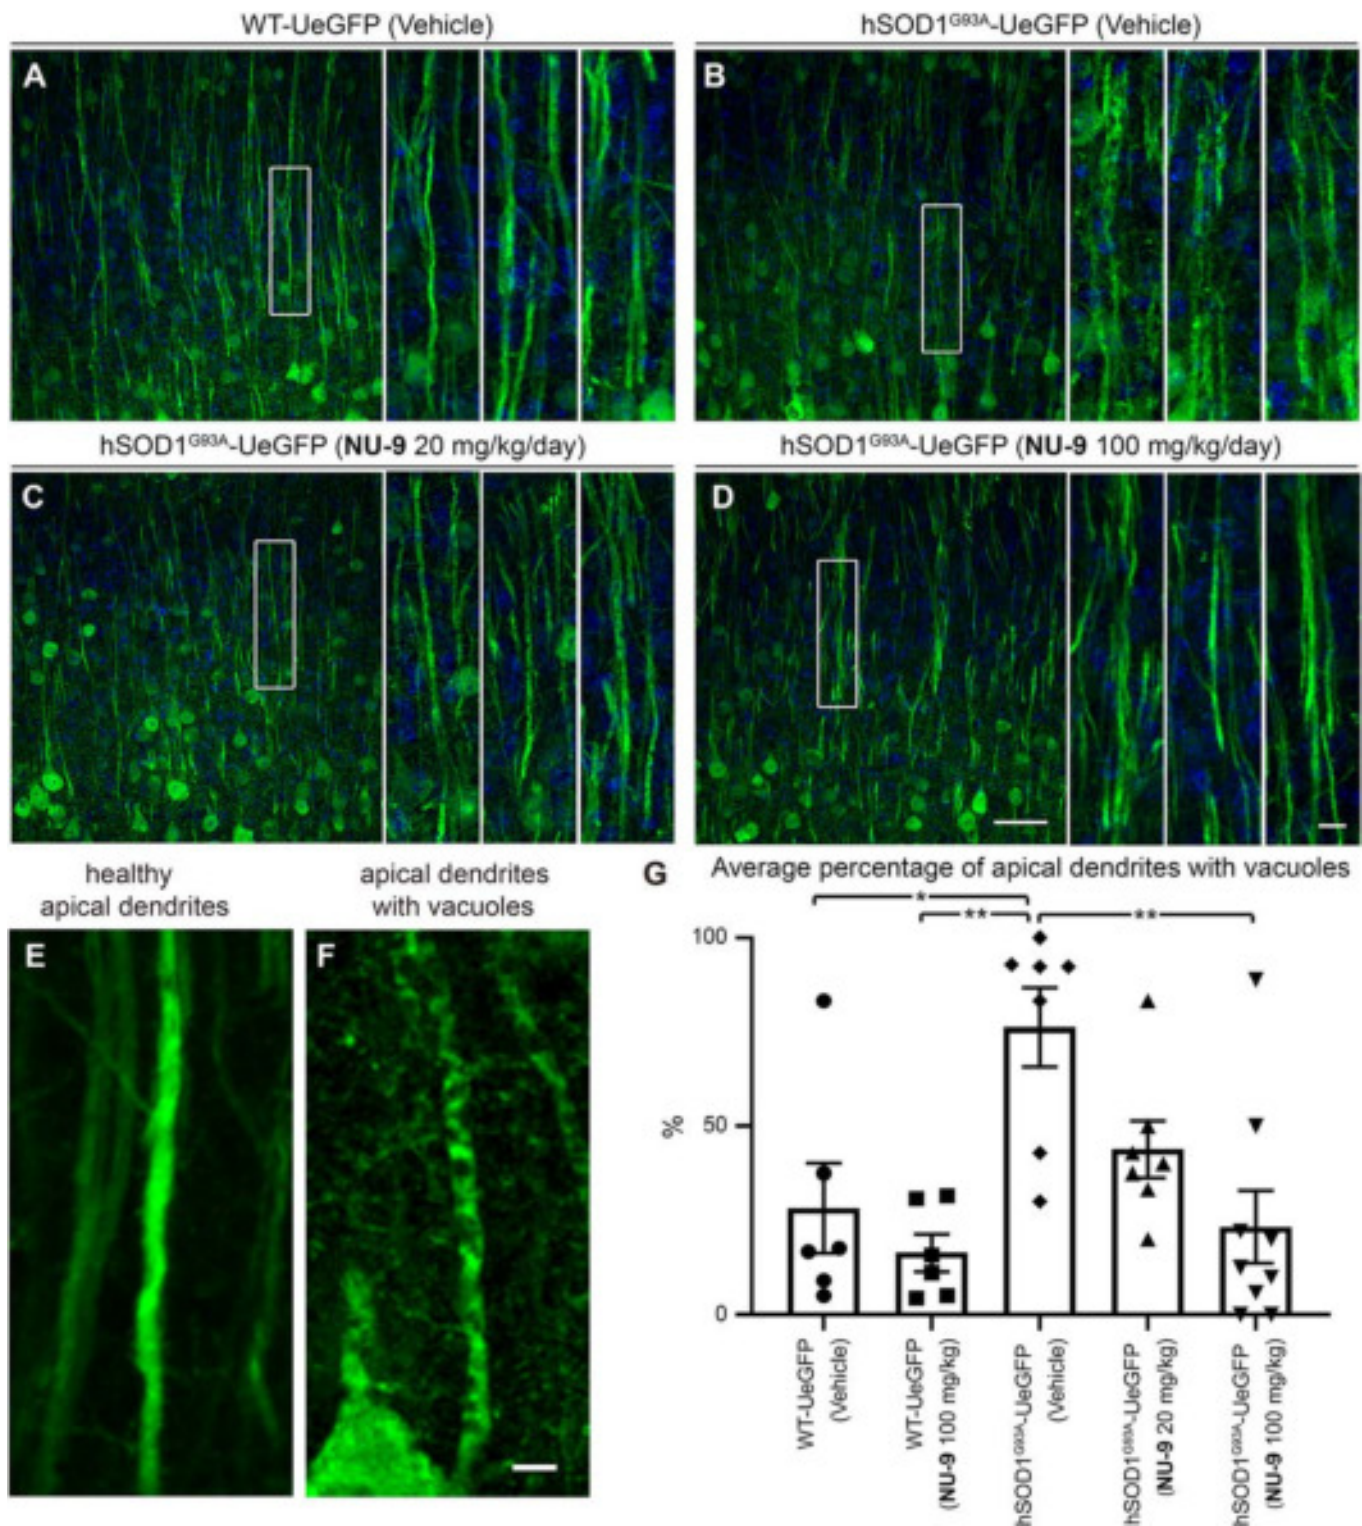 WT-UeGFP (Vehicle)
hSOD1ᴳ⁹³ᴬ-UeGFP (Vehicle)
A
B
hSOD1ᴳ⁹³ᴬ-UeGFP (NU-9 20 mg/kg/day)
hSOD1ᴳ⁹³ᴬ-UeGFP (NU-9 100 mg/kg/day)
C
D
healthy
apical dendrites
apical dendrites
with vacuoles
E
F
G
Average percentage of apical dendrites with vacuoles
*
**
**
100
50
0
%
WT-UeGFP
(Vehicle)
WT-UeGFP
(NU-9 100 mg/kg)
hSOD1ᴳ⁹³ᴬ-UeGFP
(Vehicle)
hSOD1ᴳ⁹³ᴬ-UeGFP
(NU-9 20 mg/kg)
hSOD1ᴳ⁹³ᴬ-UeGFP
(NU-9 100 mg/kg)